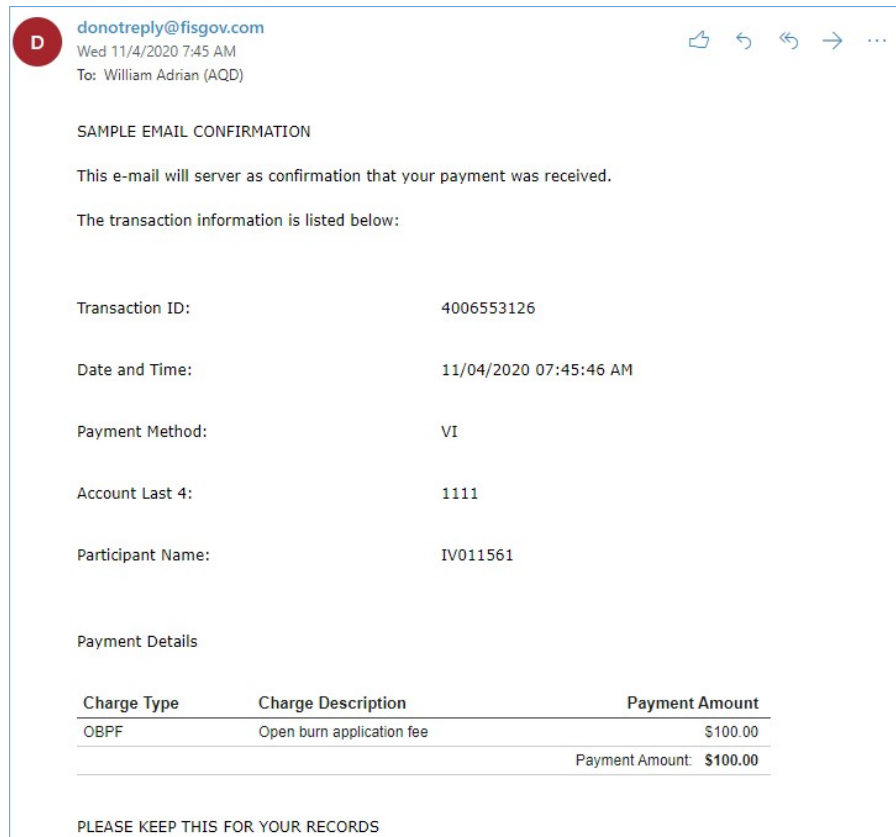 D
donotreply@fisgov.com
Wed 11/4/2020 7:45 AM
To: William Adrian (AQD)
SAMPLE EMAIL CONFIRMATION
This e-mail will server as confirmation that your payment was received.
The transaction information is listed below:
Transaction ID: 4006553126
Date and Time: 11/04/2020 07:45:46 AM
Payment Method: VI
Account Last 4: 1111
Participant Name: IV011561
Payment Details
Charge Type Charge Description Payment Amount
OBPF Open burn application fee $100.00
Payment Amount: $100.00
PLEASE KEEP THIS FOR YOUR RECORDS